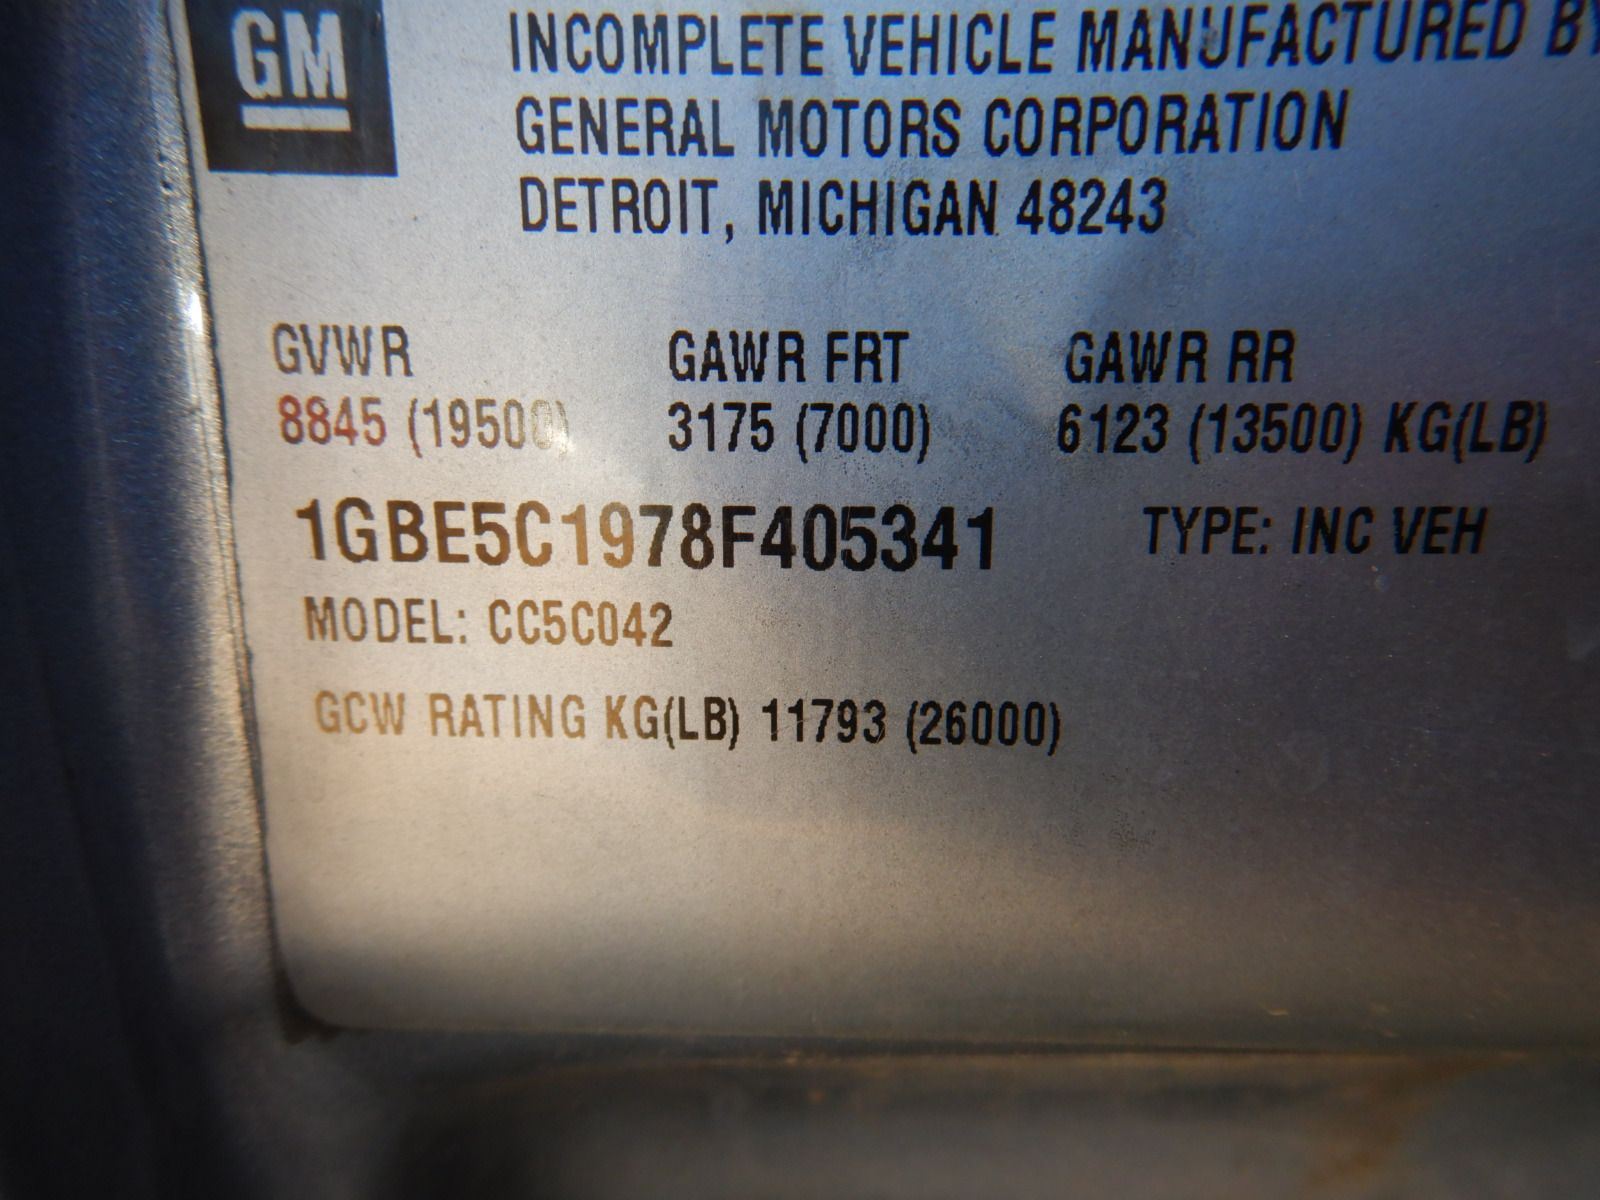 GM
INCOMPLETE VEHICLE MANUFACTURED BY
GENERAL MOTORS CORPORATION
DETROIT, MICHIGAN 48243
GVWR GAWR FRT GAWR RR
8845 (19500) 3175 (7000) 6123 (13500) KG(LB)
1GBE5C1978F405341 TYPE: INC VEH
MODEL: CC5C042
GCW RATING KG(LB) 11793 (26000)